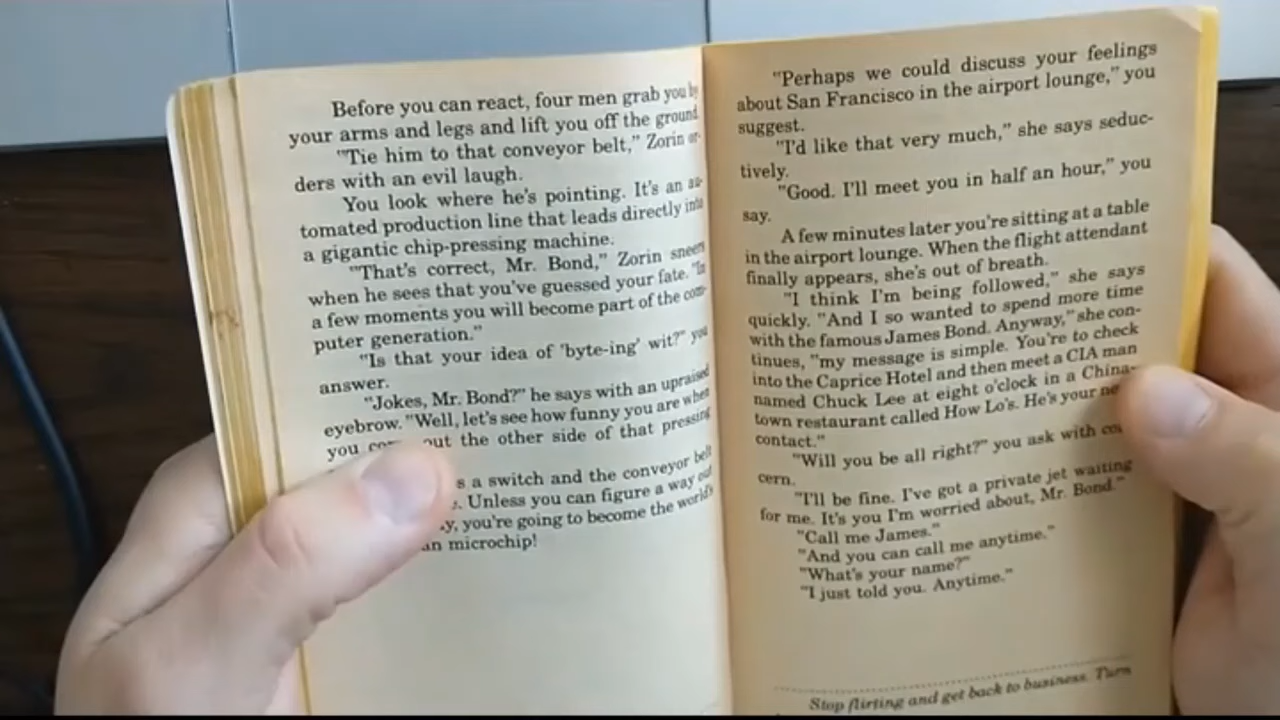 Before you can react, four men grab you by
your arms and legs and lift you off the ground.
"Tie him to that conveyor belt," Zorin or-
ders with an evil laugh.
You look where he's pointing. It's an au-
tomated production line that leads directly into
a gigantic chip-pressing machine.
"That's correct, Mr. Bond," Zorin sneers
when he sees that you've guessed your fate. "In
a few moments you will become part of the com-
puter generation."
"Is that your idea of 'byte-ing' wit?" you
answer.
"Jokes, Mr. Bond?" he says with an upraised
eyebrow. "Well, let's see how funny you are when
you out the other side of that pressing
s a switch and the conveyor belt
Unless you can figure a way out
you're going to become the world's
microchip!
"Perhaps we could discuss your feelings
about San Francisco in the airport lounge," you
suggest.
"I'd like that very much," she says seduc-
tively.
"Good. I'll meet you in half an hour," you
say.
A few minutes later you're sitting at a table
in the airport lounge. When the flight attendant
finally appears, she's out of breath.
"I think I'm being followed," she says
quickly. "And I so wanted to spend more time
with the famous James Bond. Anyway," she con-
tinues, "my message is simple. You're to check
into the Caprice Hotel and then meet a CIA man
named Chuck Lee at eight o'clock in a China-
town restaurant called How Lo's. He's your
contact."
"Will you be all right?" you ask with
cern.
"I'll be fine. I've got a private jet waiting
for me. It's you I'm worried about, Mr. Bond."
"Call me James."
"And you can call me anytime."
"What's your name?"
"I just told you. Anytime."
Stop flirting and get back to business. Turn